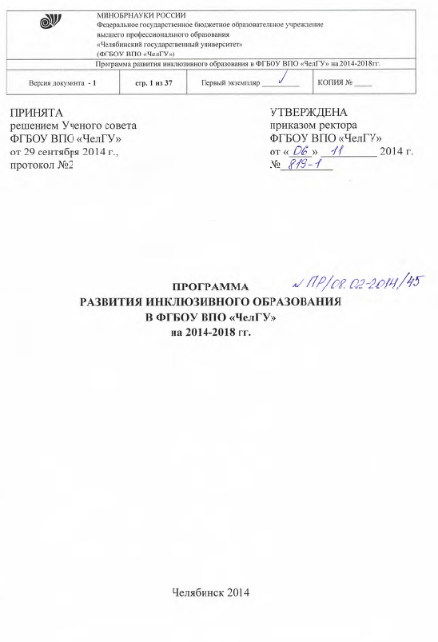 МИНОБРНАУКИ РОССИИ
Федеральное государственное бюджетное образовательное учреждение
высшего профессионального образования
«Челябинский государственный университет»
(ФГБОУ ВПО «ЧелГУ»)
Программа развития инклюзивного образования в ФГБОУ ВПО «ЧелГУ» на 2014-2018гг.
Версия документа - 1 стр. 1 из 37 Первый экземпляр ______ КОПИЯ № ____
ПРИНЯТА
решением Ученого совета
ФГБОУ ВПО «ЧелГУ»
от 29 сентября 2014 г.,
протокол №2
УТВЕРЖДЕНА
приказом ректора
ФГБОУ ВПО «ЧелГУ»
от « 06 » 11 2014 г.
№ 819-1
ПРОГРАММА
№ ПР/08.02-2014/45
РАЗВИТИЯ ИНКЛЮЗИВНОГО ОБРАЗОВАНИЯ
В ФГБОУ ВПО «ЧелГУ»
на 2014-2018 гг.
Челябинск 2014